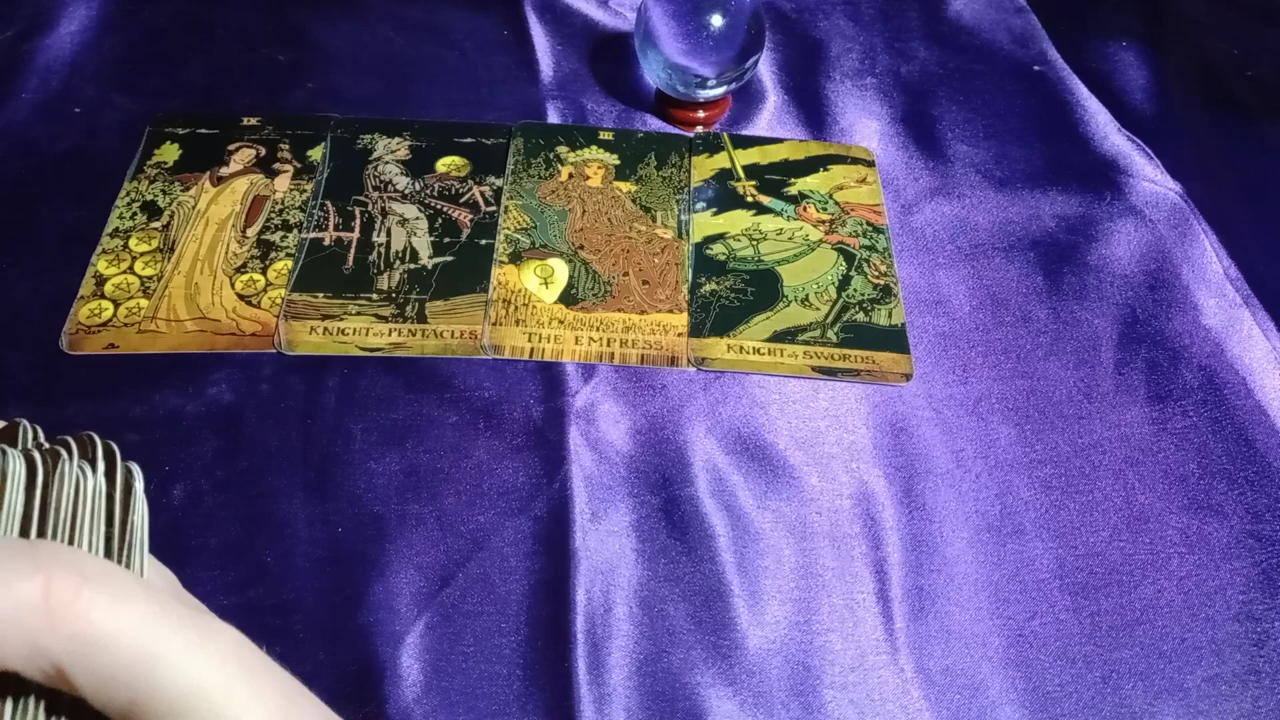 IX
KNIGHT of PENTACLES.
III
THE EMPRESS.
KNIGHT of SWORDS.